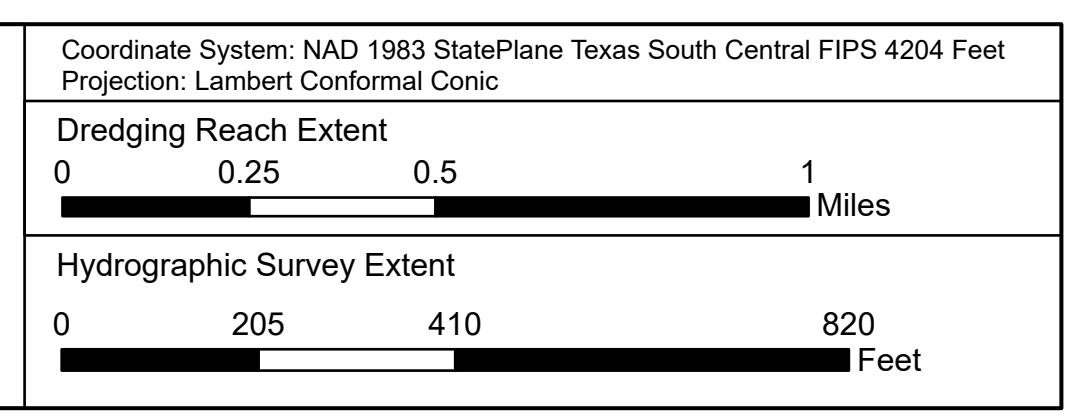 Coordinate System: NAD 1983 StatePlane Texas South Central FIPS 4204 Feet
Projection: Lambert Conformal Conic
Dredging Reach Extent
0 0.25 0.5 1
Miles
Hydrographic Survey Extent
0 205 410 820
Feet